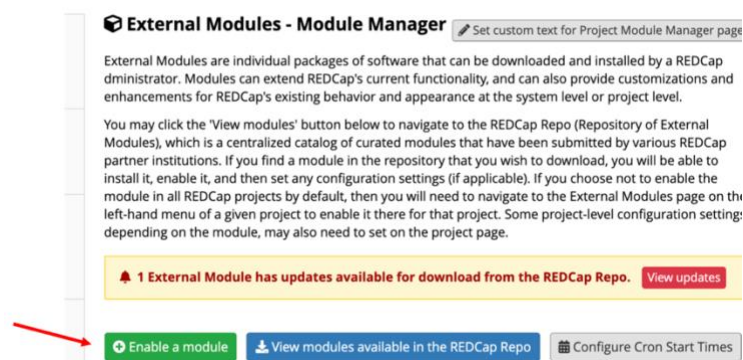 External Modules - Module Manager
Set custom text for Project Module Manager page
External Modules are individual packages of software that can be downloaded and installed by a REDCap
dministrator. Modules can extend REDCap's current functionality, and can also provide customizations and
enhancements for REDCap's existing behavior and appearance at the system level or project level.
You may click the 'View modules' button below to navigate to the REDCap Repo (Repository of External
Modules), which is a centralized catalog of curated modules that have been submitted by various REDCap
partner institutions. If you find a module in the repository that you wish to download, you will be able to
install it, enable it, and then set any configuration settings (if applicable). If you choose not to enable the
module in all REDCap projects by default, then you will need to navigate to the External Modules page on the
left-hand menu of a given project to enable it there for that project. Some project-level configuration settings
depending on the module, may also need to set on the project page.
1 External Module has updates available for download from the REDCap Repo. View updates
Enable a module View modules available in the REDCap Repo Configure Cron Start Times